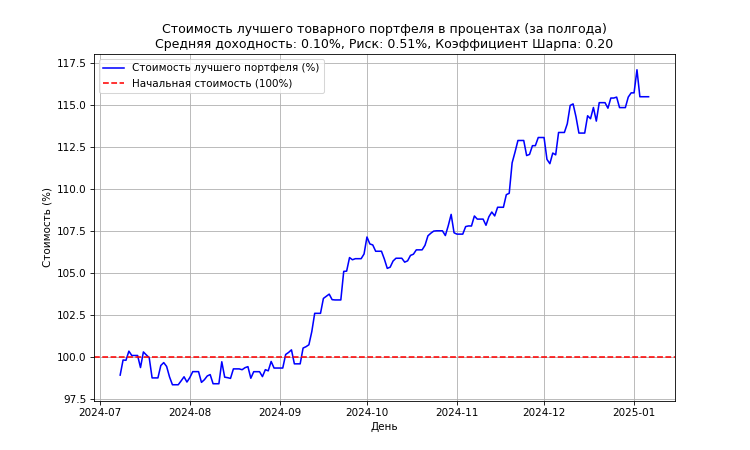 Стоимость лучшего товарного портфеля в процентах (за полгода)
Средняя доходность: 0.10%, Риск: 0.51%, Коэффициент Шарпа: 0.20
Стоимость лучшего портфеля (%)
Начальная стоимость (100%)
Стоимость (%)
117.5
115.0
112.5
110.0
107.5
105.0
102.5
100.0
97.5
2024-07 2024-08 2024-09 2024-10 2024-11 2024-12 2025-01
День